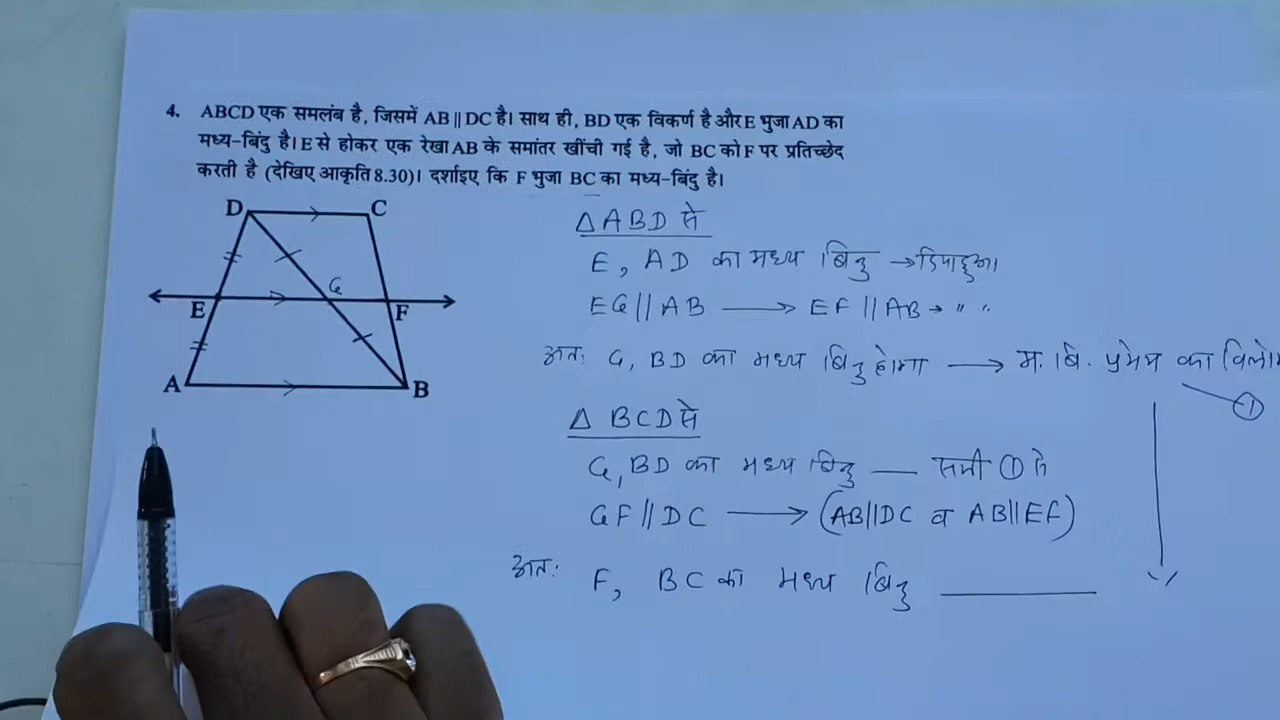 4. ABCD एक समलंब है, जिसमें AB || DC है। साथ ही, BD एक विकर्ण है और E भुजा AD का
मध्य-बिंदु है। E से होकर एक रेखा AB के समांतर खींची गई है, जो BC को F पर प्रतिच्छेद
करती है (देखिए आकृति 8.30)। दर्शाइए कि F भुजा BC का मध्य-बिंदु है।
D C
G
E F
A B
Δ ABD से
E, AD का मध्य बिन्दु → दिया हुआ
EG || AB → EF || AB → " "
अतः G, BD का मध्य बिन्दु होगा → म. बि. प्रमेय का
①
Δ BCD से
G, BD का मध्य बिन्दु — समी ① से
GF || DC → (AB||DC व AB||EF)
अतः F, BC का मध्य बिन्दु